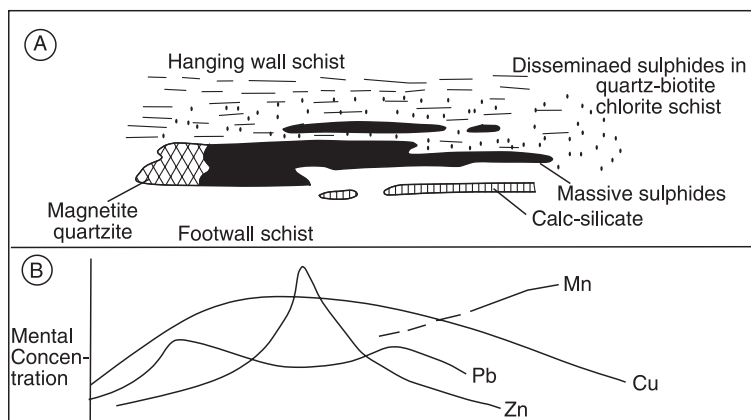 A
Hanging wall schist
Disseminaed sulphides in
quartz-biotite
chlorite schist
Magnetite
quartzite
Massive sulphides
Calc-silicate
Footwall schist
B
Mental
Concen-
tration
Mn
Pb
Cu
Zn